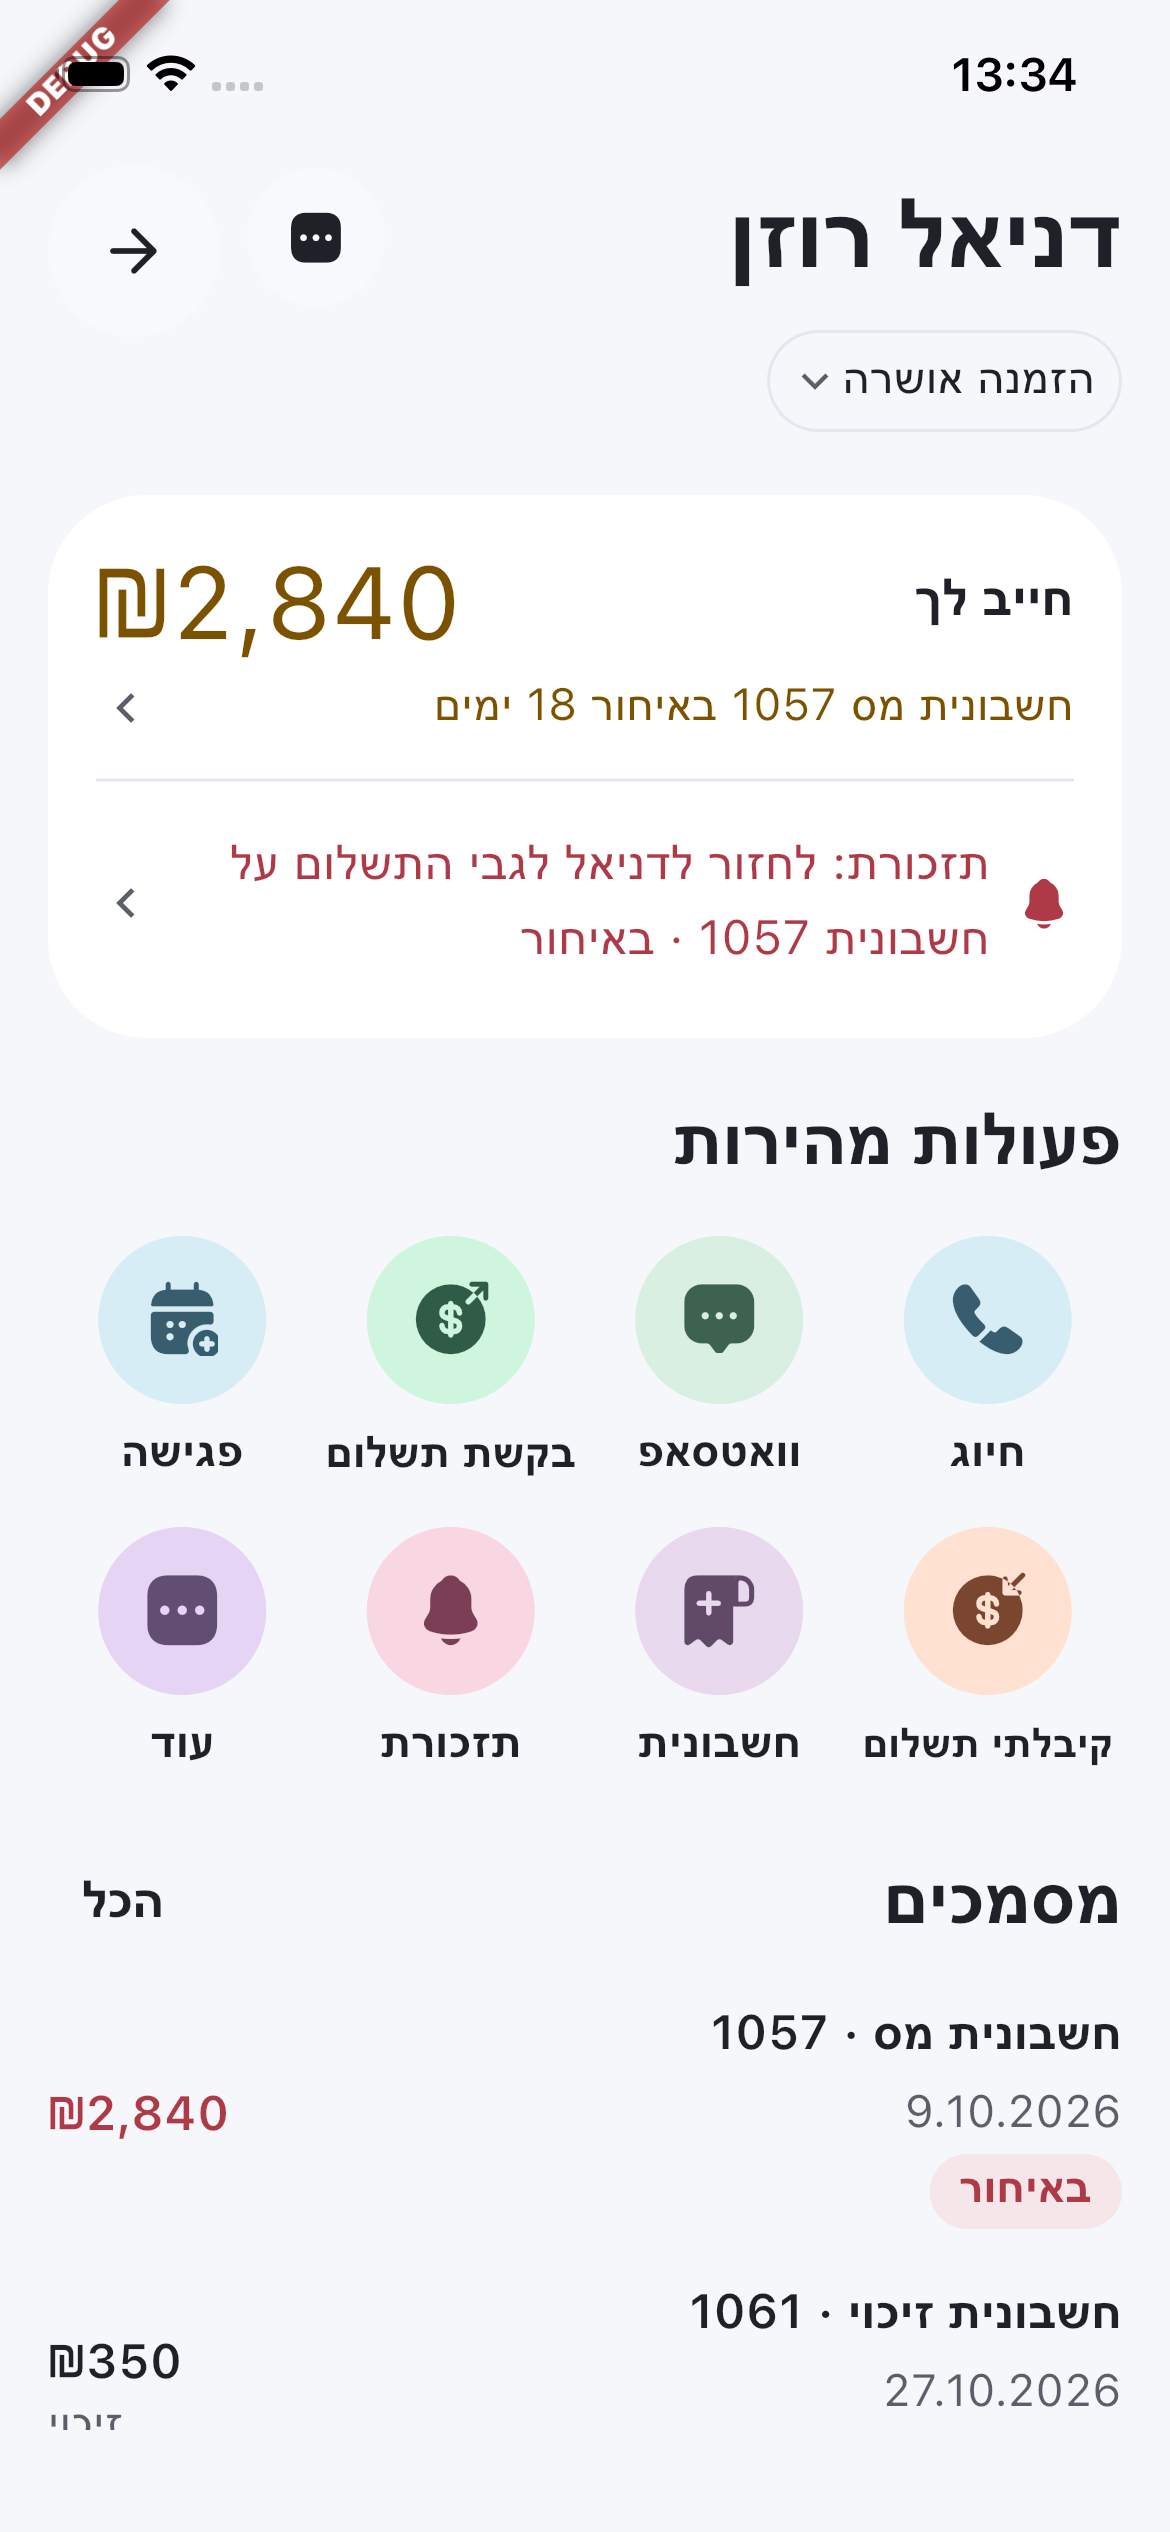 13:34
DEBUG
דניאל רוזן
הזמנה אושרה
חייב לך
₪2,840
חשבונית מס 1057 באיחור 18 ימים
תזכורת: לחזור לדניאל לגבי התשלום על
חשבונית 1057 · באיחור
פעולות מהירות
חיוג
וואטסאפ
בקשת תשלום
פגישה
קיבלתי תשלום
חשבונית
תזכורת
עוד
מסמכים
הכל
חשבונית מס · 1057
9.10.2026
₪2,840
באיחור
חשבונית זיכוי · 1061
27.10.2026
₪350
זיכוי